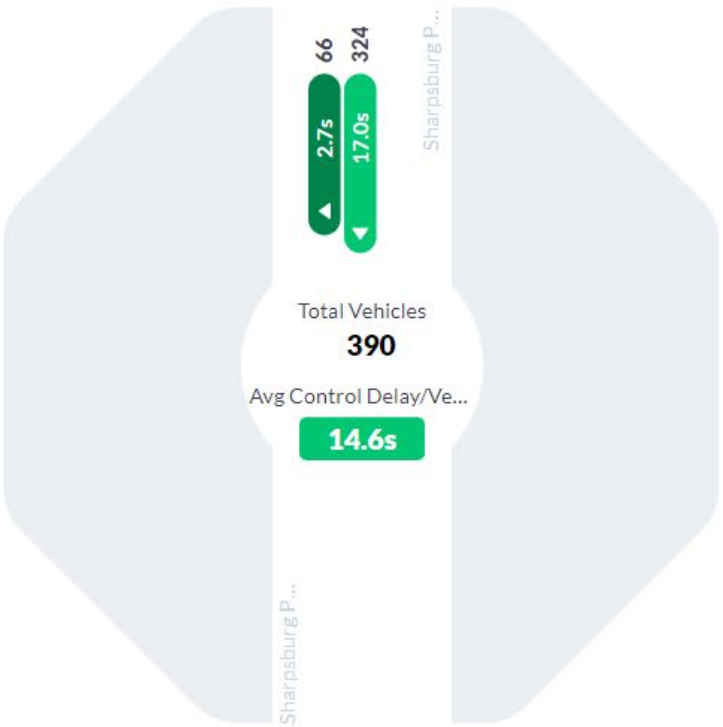 66
324
Sharpsburg P...
2.7s
17.0s
Total Vehicles
390
Avg Control Delay/Ve...
14.6s
Sharpsburg P...